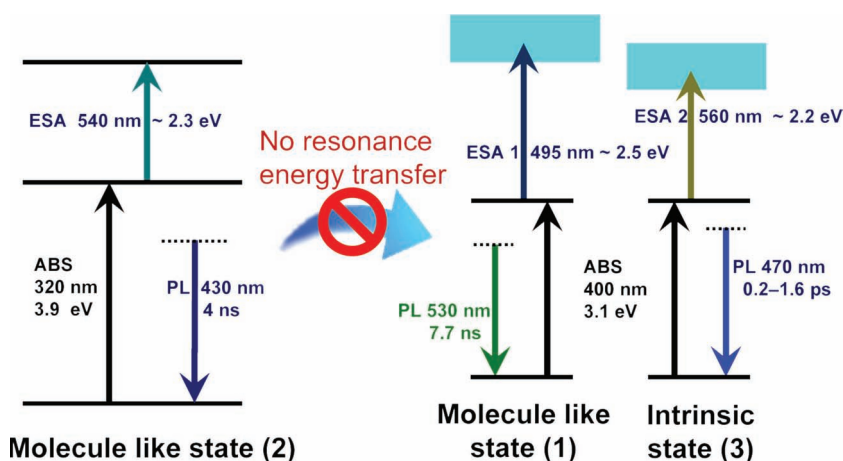 ESA 540 nm ~ 2.3 eV
ABS
320 nm
3.9 eV
PL 430 nm
4 ns
Molecule like state (2)
No resonance
energy transfer
ESA 1 495 nm ~ 2.5 eV
PL 530 nm
7.7 ns
ABS
400 nm
3.1 eV
Molecule like
state (1)
ESA 2 560 nm ~ 2.2 eV
PL 470 nm
0.2–1.6 ps
Intrinsic
state (3)